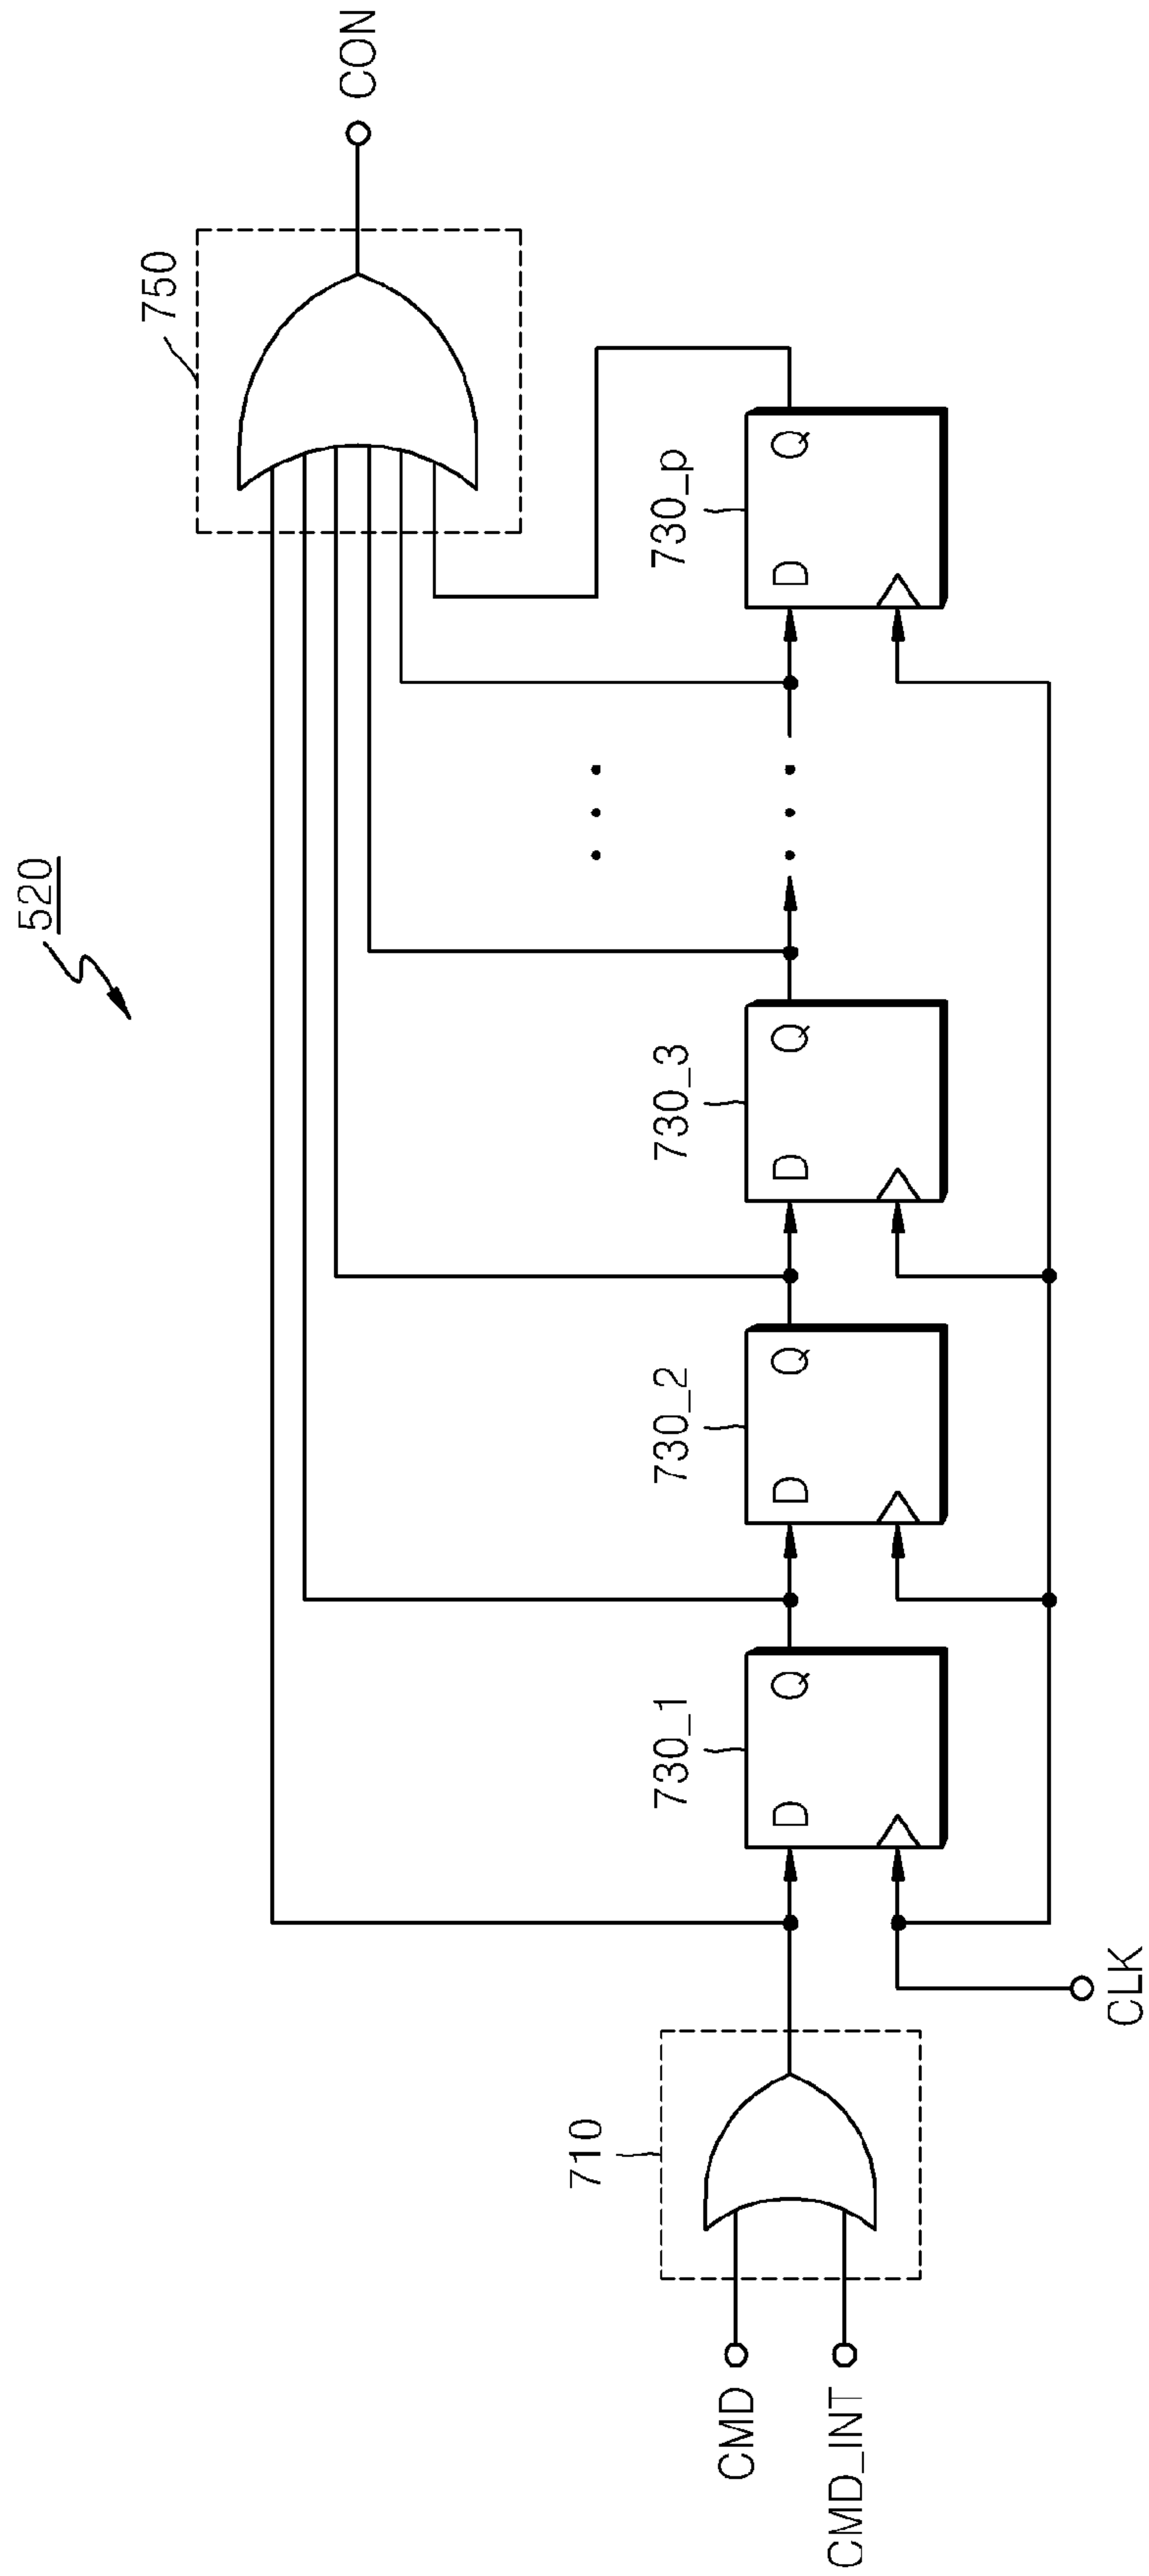 520
750
CON
730_1
730_2
730_3
730_p
D
Q
D
Q
D
Q
D
Q
710
CMD
CMD_INT
CLK